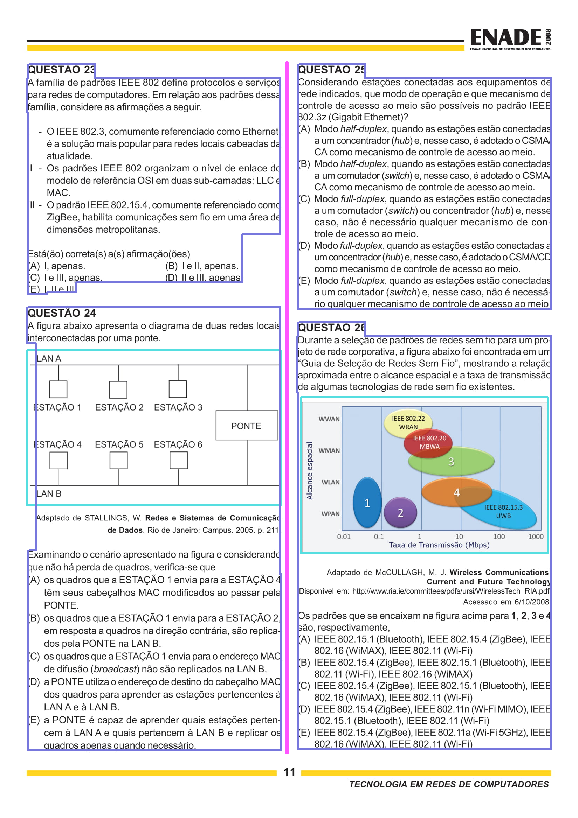 ENADE 2008
EXAME NACIONAL DE DESEMPENHO DOS ESTUDANTES
QUESTÃO 23
A família de padrões IEEE 802 define protocolos e serviços
para redes de computadores. Em relação aos padrões dessa
família, considere as afirmações a seguir.
- O IEEE 802.3, comumente referenciado como Ethernet,
é a solução mais popular para redes locais cabeadas da
atualidade.
II - Os padrões IEEE 802 organizam o nível de enlace do
modelo de referência OSI em duas sub-camadas: LLC e
MAC.
III - O padrão IEEE 802.15.4, comumente referenciado como
ZigBee, habilita comunicações sem fio em uma área de
dimensões metropolitanas.
Está(ão) correta(s) a(s) afirmação(ões)
(A) I, apenas. (B) I e II, apenas.
(C) I e III, apenas. (D) II e III, apenas.
(E) I, II e III.
QUESTÃO 24
A figura abaixo apresenta o diagrama de duas redes locais
interconectadas por uma ponte.
LAN A
ESTAÇÃO 1 ESTAÇÃO 2 ESTAÇÃO 3
PONTE
ESTAÇÃO 4 ESTAÇÃO 5 ESTAÇÃO 6
LAN B
Adaptado de STALLINGS, W. Redes e Sistemas de Comunicação
de Dados. Rio de Janeiro: Campus. 2005. p. 211
Examinando o cenário apresentado na figura e considerando
que não há perda de quadros, verifica-se que
(A) os quadros que a ESTAÇÃO 1 envia para a ESTAÇÃO 4
têm seus cabeçalhos MAC modificados ao passar pela
PONTE.
(B) os quadros que a ESTAÇÃO 1 envia para a ESTAÇÃO 2,
em resposta a quadros na direção contrária, são replica-
dos pela PONTE na LAN B.
(C) os quadros que a ESTAÇÃO 1 envia para o endereço MAC
de difusão (broadcast) não são replicados na LAN B.
(D) a PONTE utiliza o endereço de destino do cabeçalho MAC
dos quadros para aprender as estações pertencentes à
LAN A e à LAN B.
(E) a PONTE é capaz de aprender quais estações perten-
cem à LAN A e quais pertencem à LAN B e replicar os
quadros apenas quando necessário.
QUESTÃO 25
Considerando estações conectadas aos equipamentos de
rede indicados, que modo de operação e que mecanismo de
controle de acesso ao meio são possíveis no padrão IEEE
802.3z (Gigabit Ethernet)?
(A) Modo half-duplex, quando as estações estão conectadas
a um concentrador (hub) e, nesse caso, é adotado o CSMA/
CA como mecanismo de controle de acesso ao meio.
(B) Modo half-duplex, quando as estações estão conectadas
a um comutador (switch) e, nesse caso, é adotado o CSMA/
CA como mecanismo de controle de acesso ao meio.
(C) Modo full-duplex, quando as estações estão conectadas
a um comutador (switch) ou concentrador (hub) e, nesse
caso, não é necessário qualquer mecanismo de con-
trole de acesso ao meio.
(D) Modo full-duplex, quando as estações estão conectadas a
um concentrador (hub) e, nesse caso, é adotado o CSMA/CD
como mecanismo de controle de acesso ao meio.
(E) Modo full-duplex, quando as estações estão conectadas
a um comutador (switch) e, nesse caso, não é necessá-
rio qualquer mecanismo de controle de acesso ao meio.
QUESTÃO 26
Durante a seleção de padrões de redes sem fio para um pro-
jeto de rede corporativa, a figura abaixo foi encontrada em um
“Guia de Seleção de Redes Sem Fio”, mostrando a relação
aproximada entre o alcance espacial e a taxa de transmissão
de algumas tecnologias de rede sem fio existentes.
Alcance espacial
WWAN
WMAN
WLAN
WPAN
IEEE 802.22
WRAN
IEEE 802.20
MBWA
3
4
1
2
IEEE 802.15.3
UWB
0.01 0.1 1 10 100 1000
Taxa de Transmissão (Mbps)
Adaptado de McCULLAGH, M. J. Wireless Communications:
Current and Future Technology.
Disponível em: http://www.ria.ie/committees/pdfs/ursi/WirelessTech_RIA.pdf
Acessado em 6/10/2008
Os padrões que se encaixam na figura acima para 1, 2, 3 e 4
são, respectivamente,
(A) IEEE 802.15.1 (Bluetooth), IEEE 802.15.4 (ZigBee), IEEE
802.16 (WiMAX), IEEE 802.11 (Wi-Fi)
(B) IEEE 802.15.4 (ZigBee), IEEE 802.15.1 (Bluetooth), IEEE
802.11 (Wi-Fi), IEEE 802.16 (WiMAX)
(C) IEEE 802.15.4 (ZigBee), IEEE 802.15.1 (Bluetooth), IEEE
802.16 (WiMAX), IEEE 802.11 (Wi-Fi)
(D) IEEE 802.15.4 (ZigBee), IEEE 802.11n (Wi-Fi MIMO), IEEE
802.15.1 (Bluetooth), IEEE 802.11 (Wi-Fi)
(E) IEEE 802.15.4 (ZigBee), IEEE 802.11a (Wi-Fi 5GHz), IEEE
802.16 (WiMAX), IEEE 802.11 (Wi-Fi)
11
TECNOLOGIA EM REDES DE COMPUTADORES